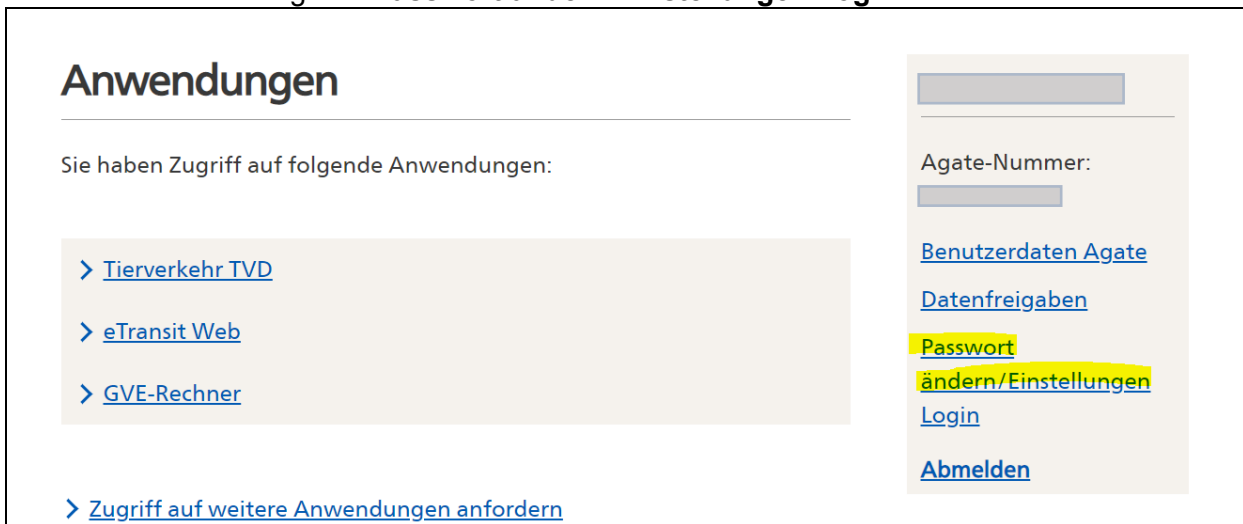 Anwendungen
Sie haben Zugriff auf folgende Anwendungen:
Tierverkehr TVD
eTransit Web
GVE-Rechner
Zugriff auf weitere Anwendungen anfordern
Agate-Nummer:
Benutzerdaten Agate
Datenfreigaben
Passwort
ändern/Einstellungen
Login
Abmelden